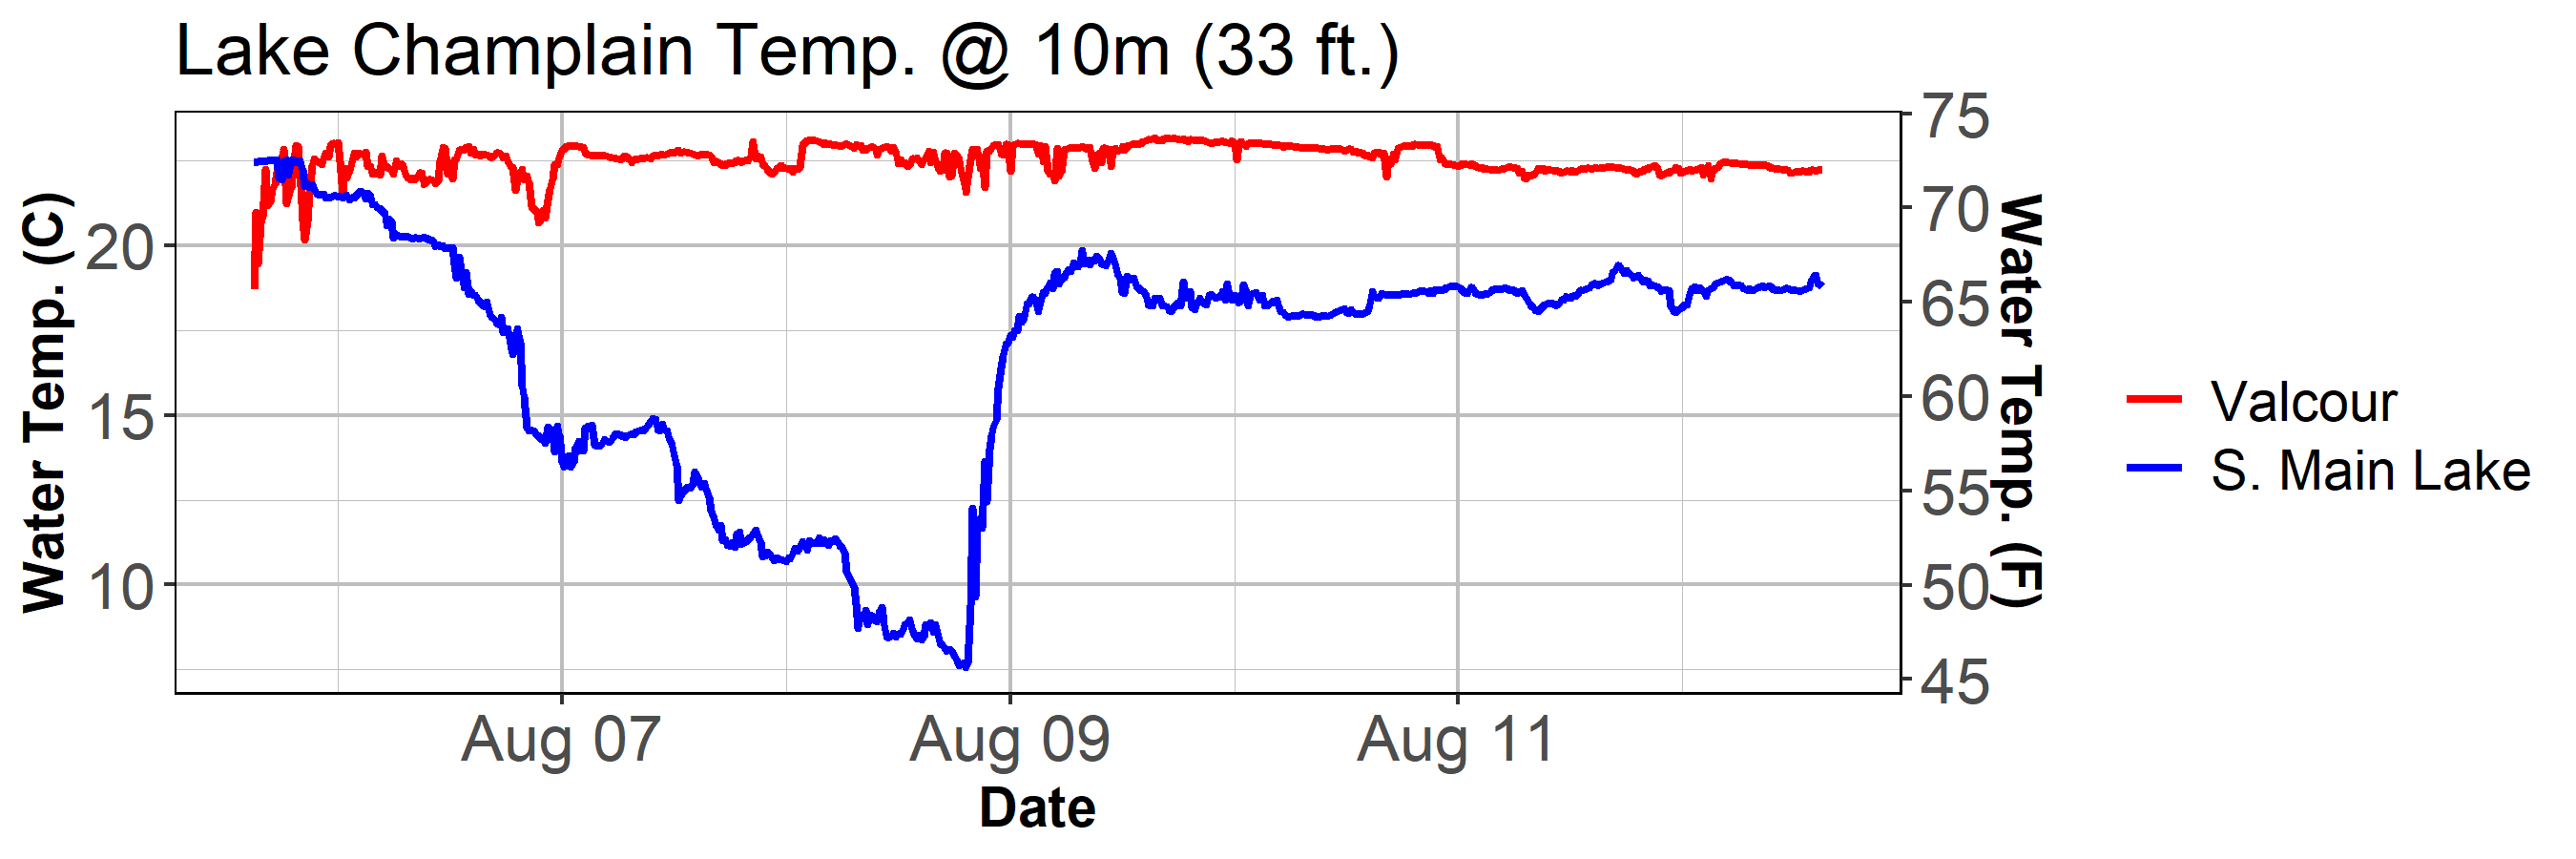 Lake Champlain Temp. @ 10m (33 ft.)
Water Temp. (C)
20
15
10
75
70
65
60
55
50
45
Water Temp. (F)
Aug 07
Aug 09
Aug 11
Date
Valcour
S. Main Lake